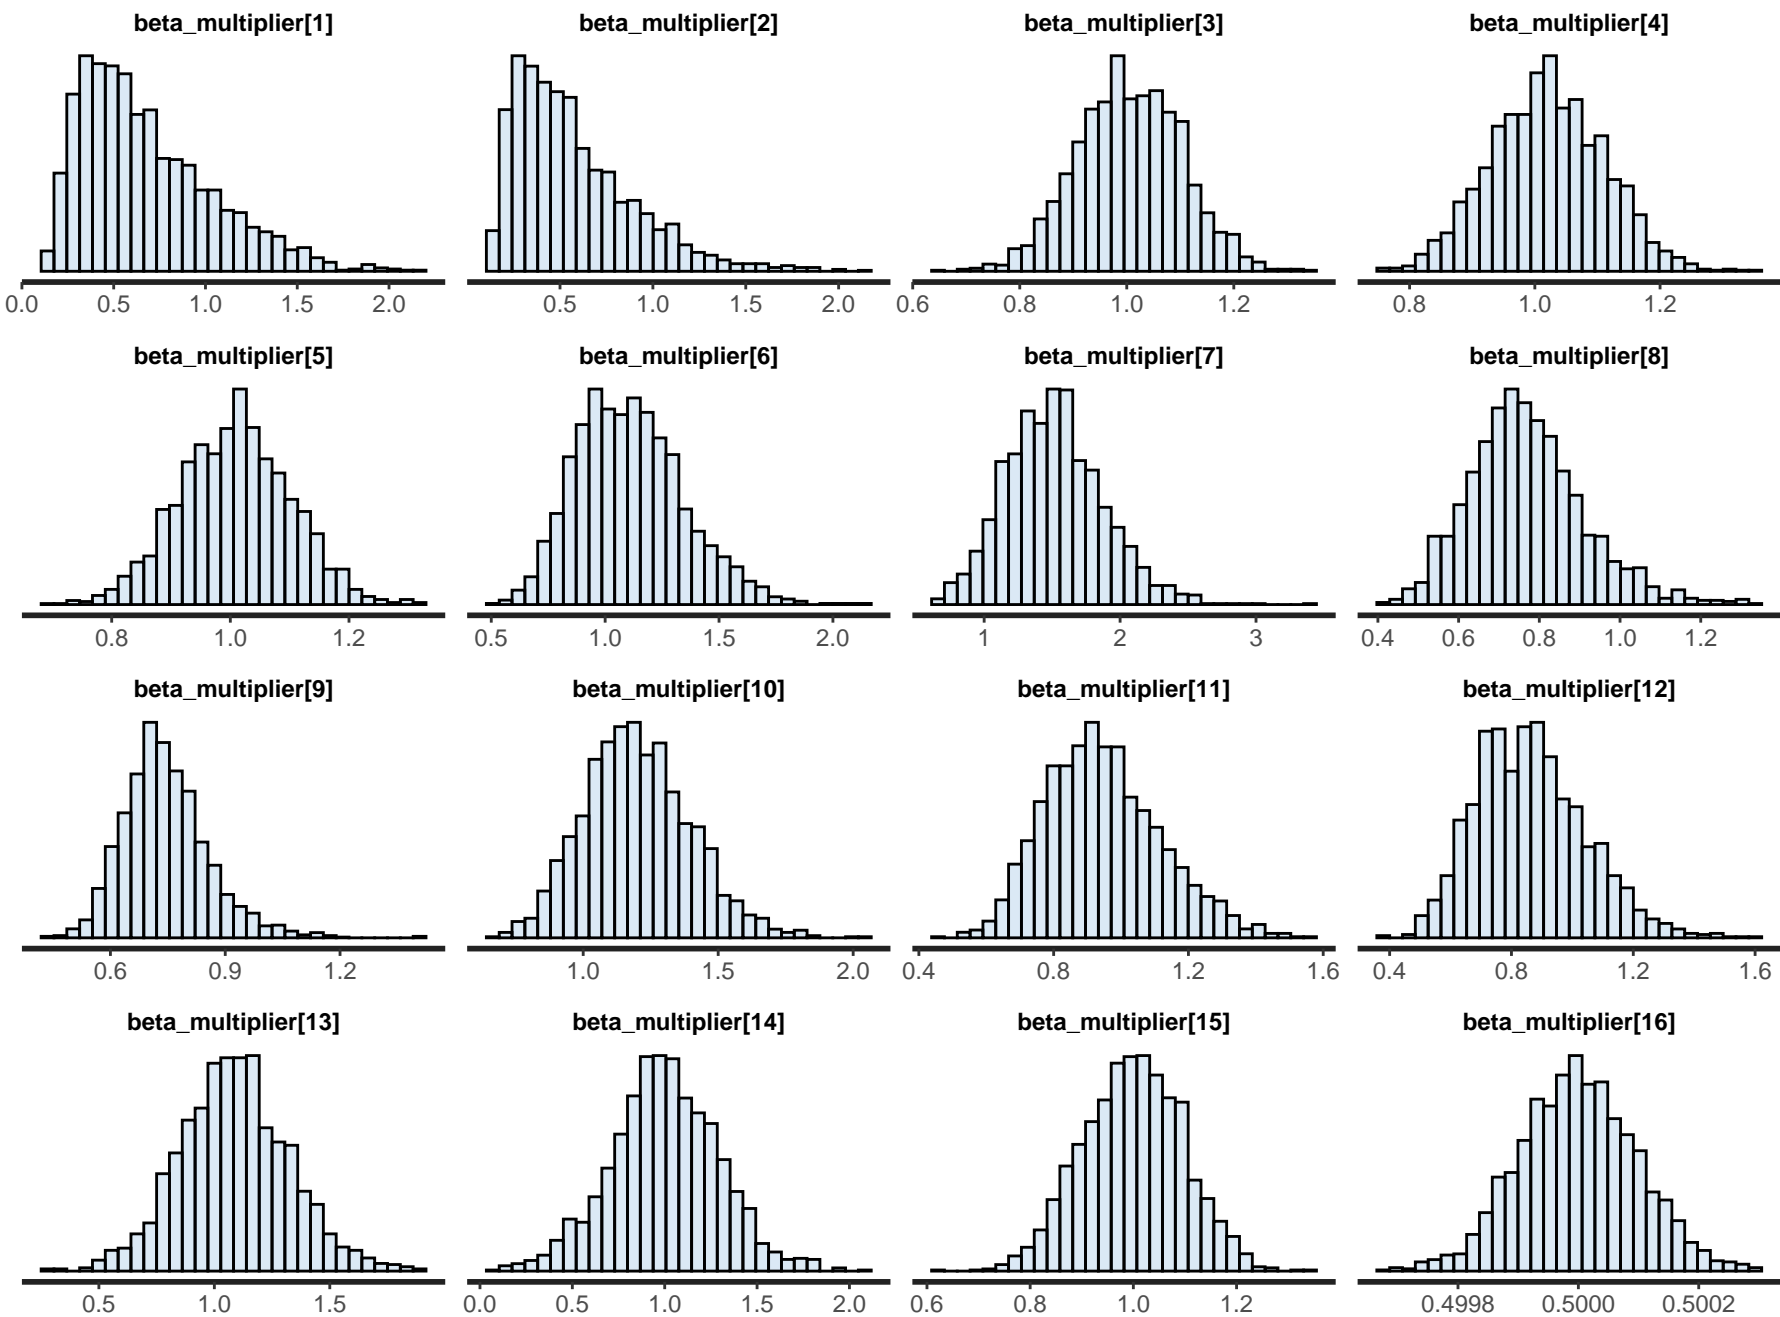 beta_multiplier[1] beta_multiplier[2] beta_multiplier[3] beta_multiplier[4]
0.0 0.5 1.0 1.5 2.0 0.5 1.0 1.5 2.0 0.6 0.8 1.0 1.2 0.8 1.0 1.2
beta_multiplier[5] beta_multiplier[6] beta_multiplier[7] beta_multiplier[8]
0.8 1.0 1.2 0.5 1.0 1.5 2.0 1 2 3 0.4 0.6 0.8 1.0 1.2
beta_multiplier[9] beta_multiplier[10] beta_multiplier[11] beta_multiplier[12]
0.6 0.9 1.2 1.0 1.5 2.0 0.4 0.8 1.2 1.6 0.4 0.8 1.2 1.6
beta_multiplier[13] beta_multiplier[14] beta_multiplier[15] beta_multiplier[16]
0.5 1.0 1.5 0.0 0.5 1.0 1.5 2.0 0.6 0.8 1.0 1.2 0.4998 0.5000 0.5002